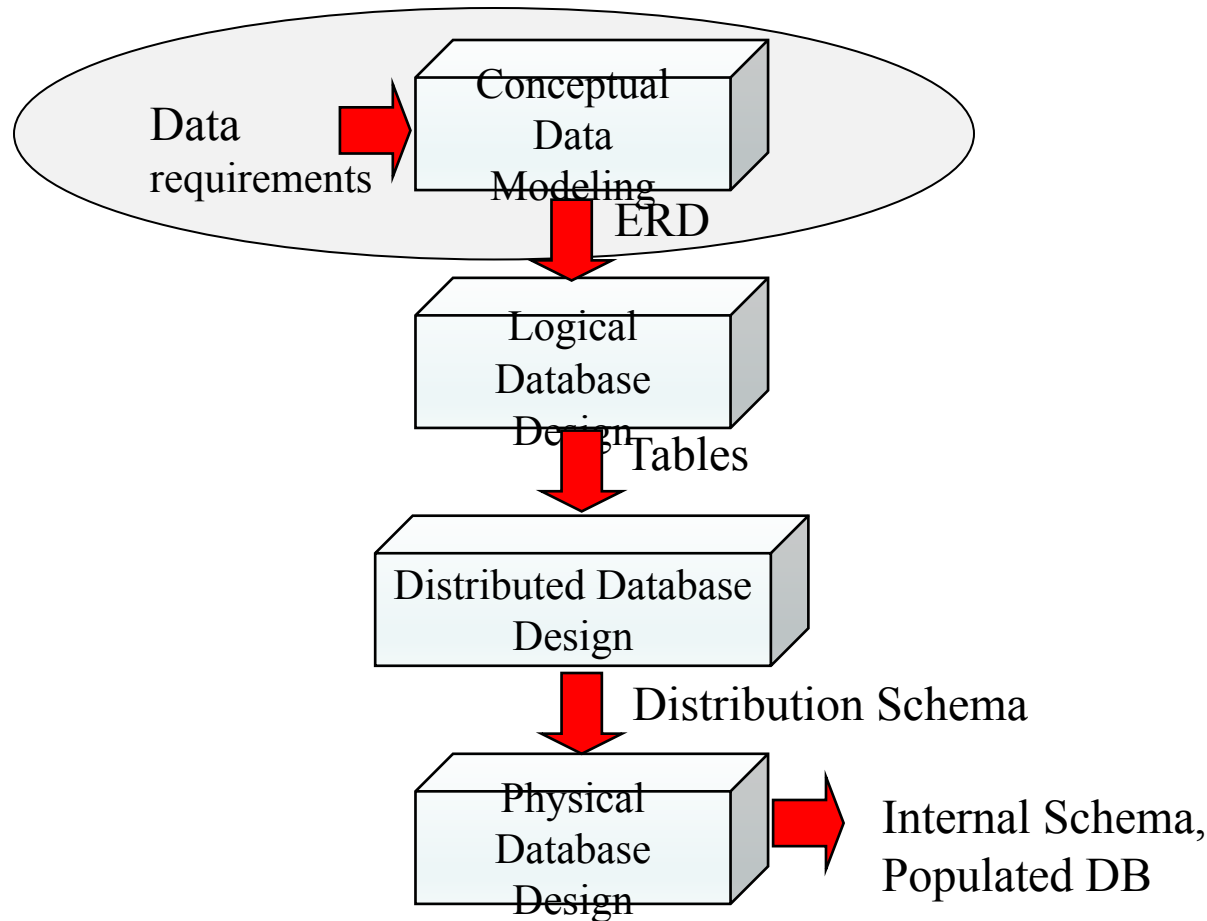 Data
requirements
Conceptual
Data
Modeling
ERD
Logical
Database
Design
Tables
Distributed Database
Design
Distribution Schema
Physical
Database
Design
Internal Schema,
Populated DB